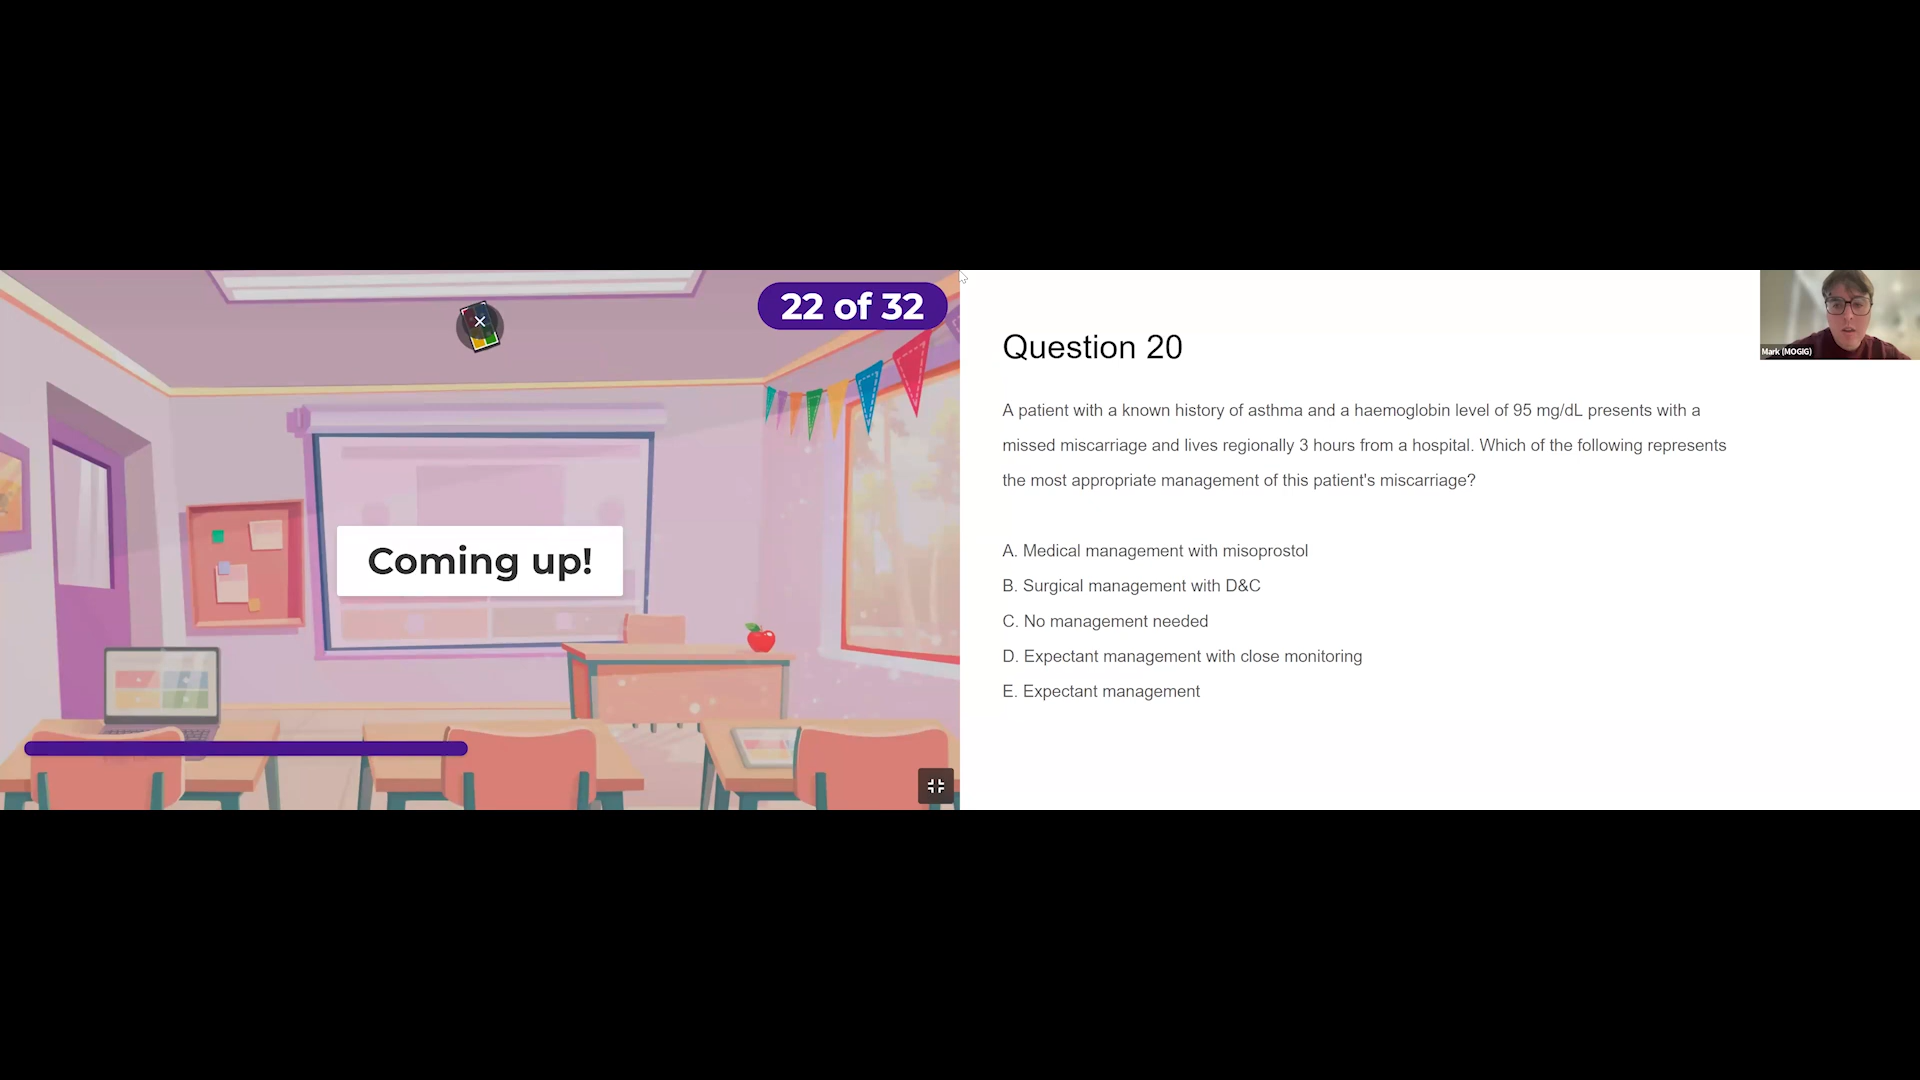 22 of 32
Coming up!
Question 20
Mark (MOGIG)
A patient with a known history of asthma and a haemoglobin level of 95 mg/dL presents with a
missed miscarriage and lives regionally 3 hours from a hospital. Which of the following represents
the most appropriate management of this patient's miscarriage?
A. Medical management with misoprostol
B. Surgical management with D&C
C. No management needed
D. Expectant management with close monitoring
E. Expectant management